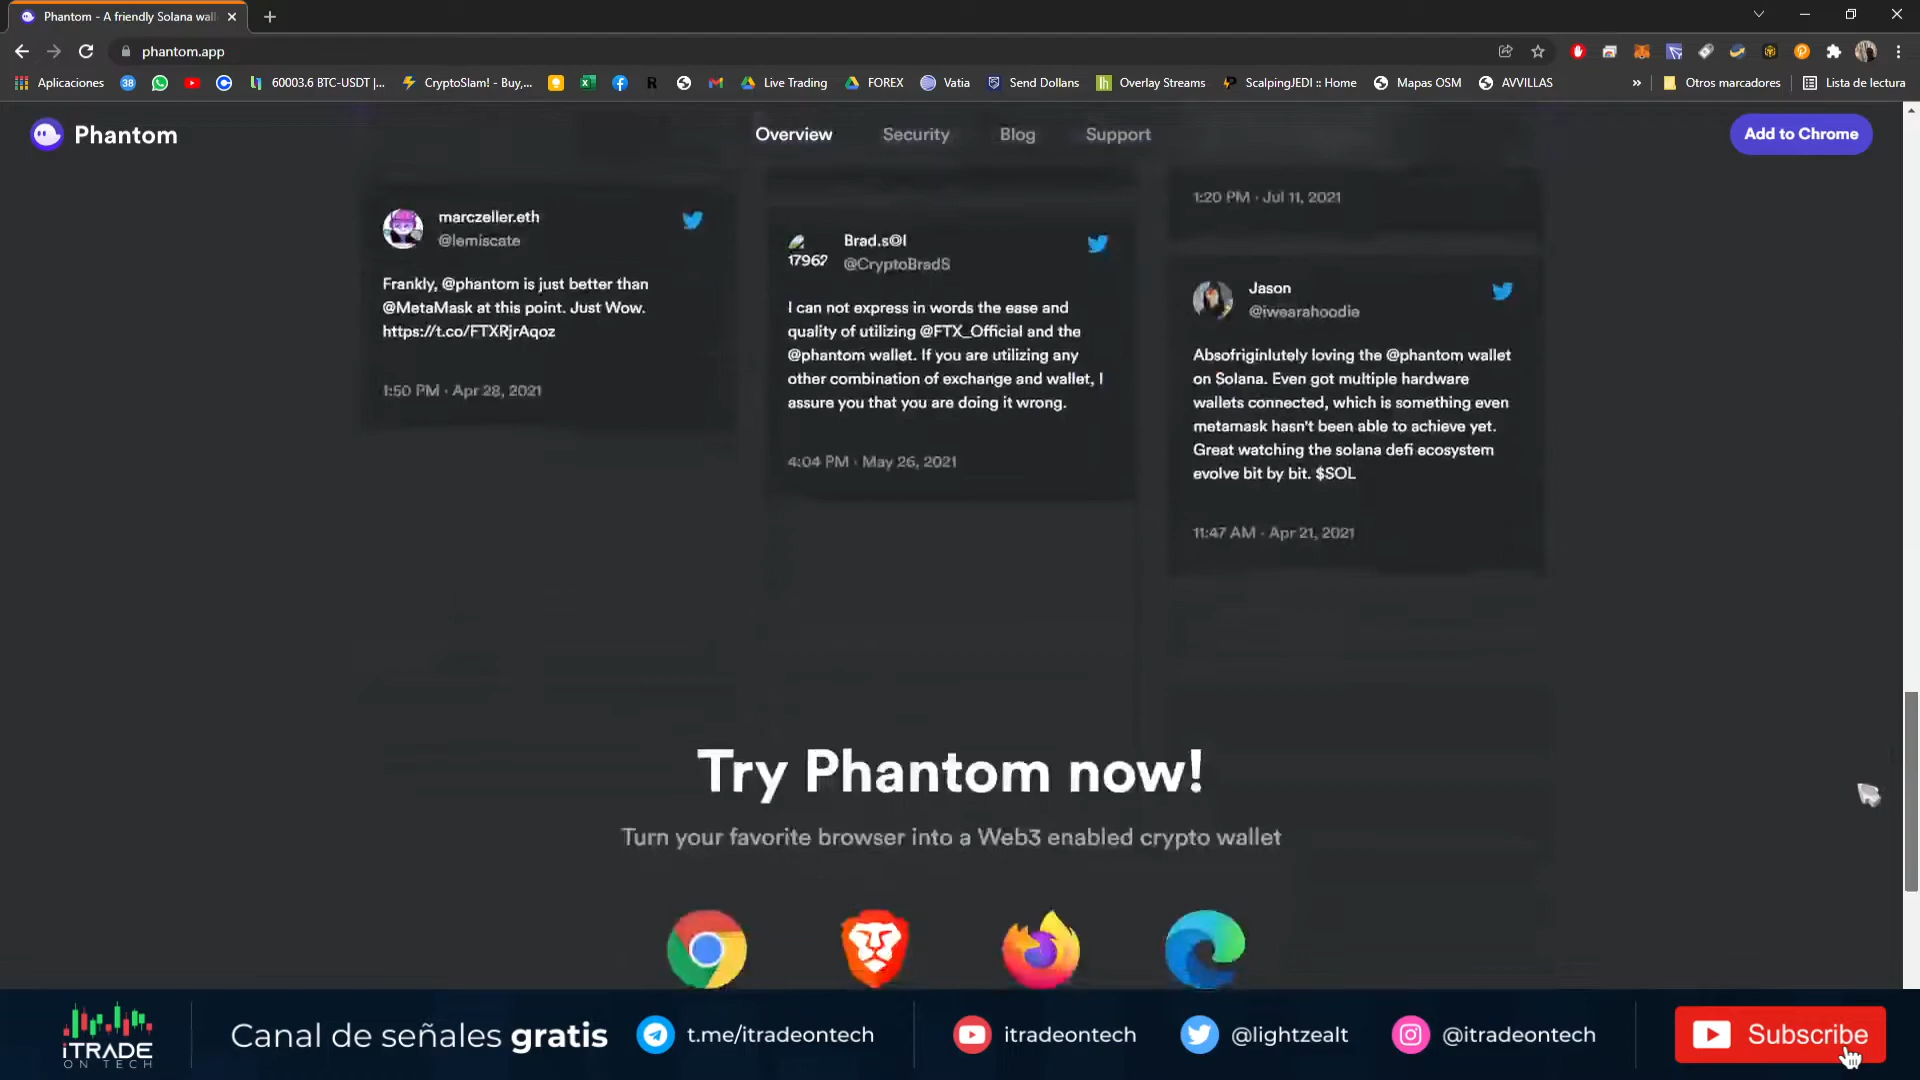 Phantom - A friendly Solana wall
phantom.app
Aplicaciones
38
60003.6 BTC-USDT |...
CryptoSlam! - Buy,...
R
Live Trading
FOREX
Vatia
Send Dollans
Overlay Streams
ScalpingJEDI :: Home
Mapas OSM
AVVILLAS
»
Otros marcadores
Lista de lectura
Phantom
Overview
Security
Blog
Support
Add to Chrome
marczeller.eth
@lemiscate
Frankly, @phantom is just better than
@MetaMask at this point. Just Wow.
https://t.co/FTXRjrAqoz
1:50 PM · Apr 28, 2021
17962
Brad.s◎l
@CryptoBradS
I can not express in words the ease and
quality of utilizing @FTX_Official and the
@phantom wallet. If you are utilizing any
other combination of exchange and wallet, I
assure you that you are doing it wrong.
4:04 PM · May 26, 2021
1:20 PM · Jul 11, 2021
Jason
@iwearahoodie
Absofriginlutely loving the @phantom wallet
on Solana. Even got multiple hardware
wallets connected, which is something even
metamask hasn't been able to achieve yet.
Great watching the solana defi ecosystem
evolve bit by bit. $SOL
11:47 AM · Apr 21, 2021
Try Phantom now!
Turn your favorite browser into a Web3 enabled crypto wallet
iTRADE
ON TECH
Canal de señales gratis
t.me/itradeontech
itradeontech
@lightzealt
@itradeontech
Subscribe